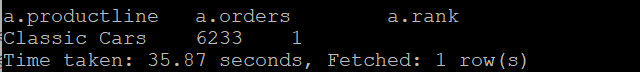 a.productline   a.orders        a.rank
Classic Cars    6233    1
Time taken: 35.87 seconds, Fetched: 1 row(s)